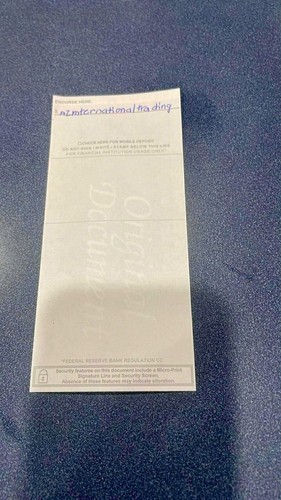 ENDORSE HERE
mzinternational trading
CHECK HERE FOR MOBILE DEPOSIT
DO NOT SIGN / WRITE / STAMP BELOW THIS LINE
FOR FINANCIAL INSTITUTION USAGE ONLY
Original
Document
FEDERAL RESERVE BANK REGULATION CC
Security features on this document include a Micro-Print
Signature Line and Security Screen.
Absence of these features may indicate alteration.